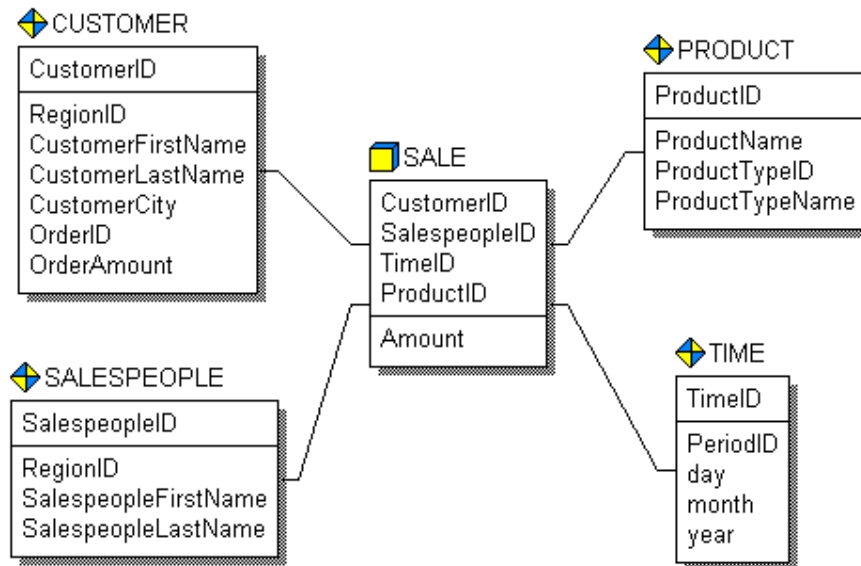 CUSTOMER
CustomerID
RegionID
CustomerFirstName
CustomerLastName
CustomerCity
OrderID
OrderAmount
SALE
CustomerID
SalespeopleID
TimeID
ProductID
Amount
PRODUCT
ProductID
ProductName
ProductTypeID
ProductTypeName
SALESPEOPLE
SalespeopleID
RegionID
SalespeopleFirstName
SalespeopleLastName
TIME
TimeID
PeriodID
day
month
year